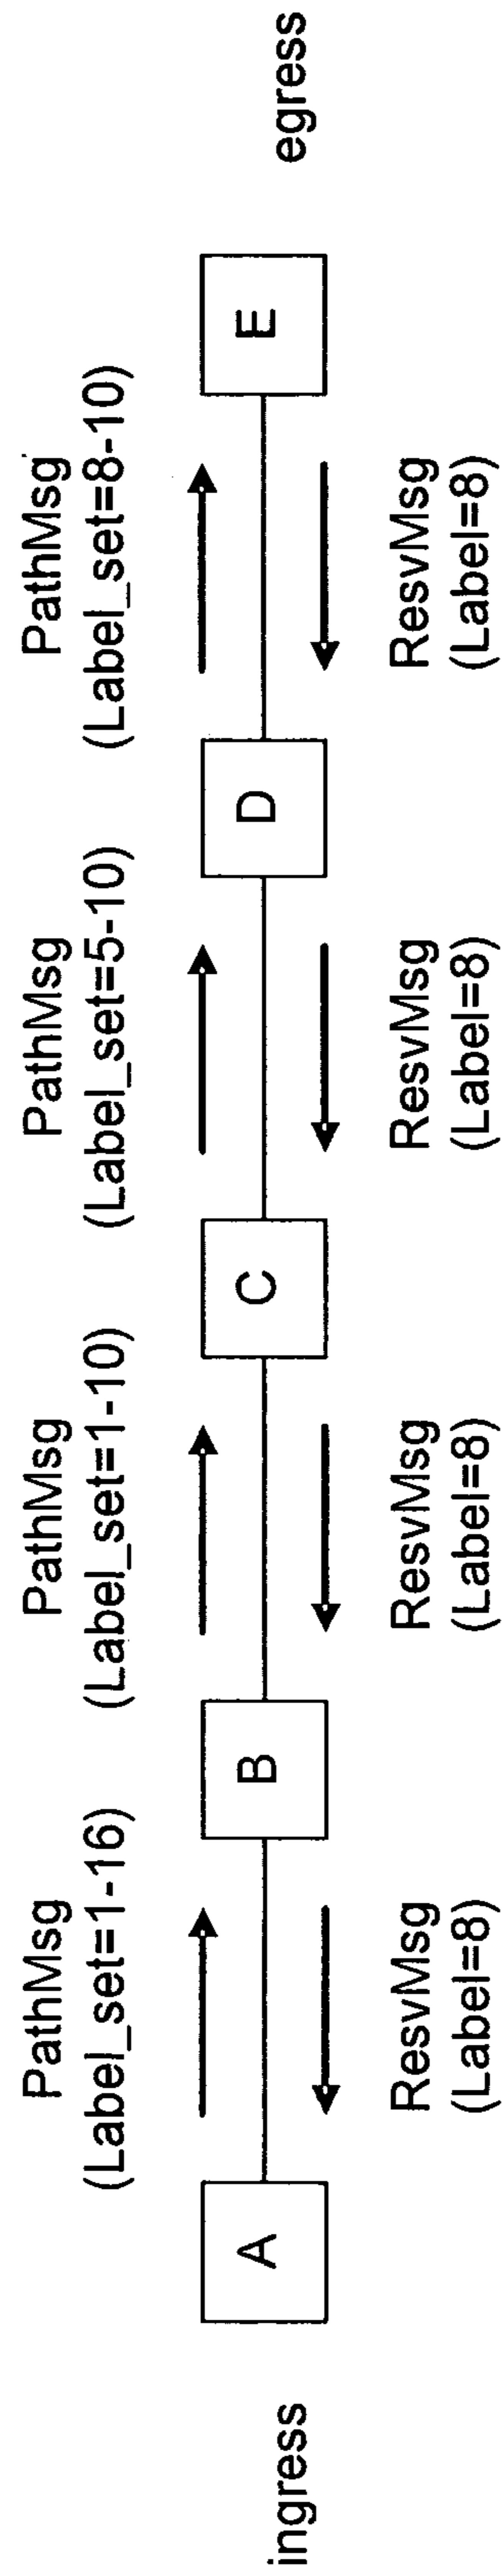 PathMsg
(Label_set=1-16)
PathMsg
(Label_set=1-10)
PathMsg
(Label_set=5-10)
PathMsg
(Label_set=8-10)
ingress
A
B
C
D
E
egress
ResvMsg
(Label=8)
ResvMsg
(Label=8)
ResvMsg
(Label=8)
ResvMsg
(Label=8)